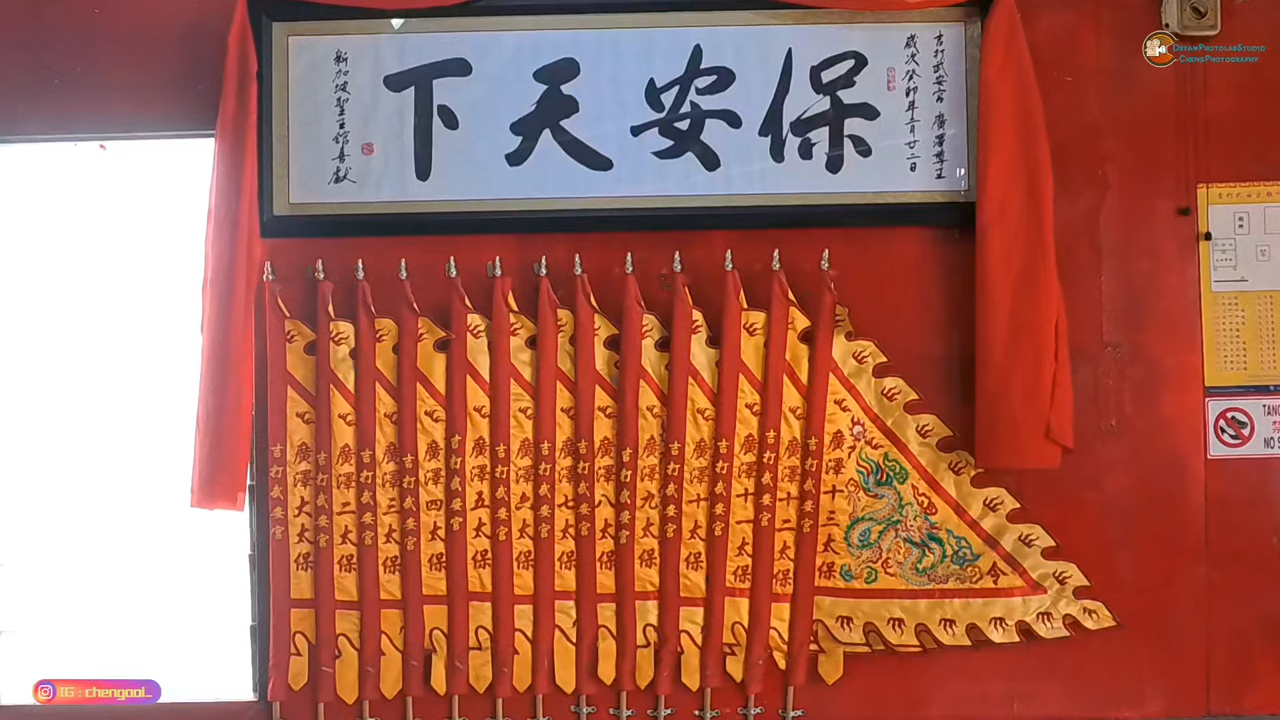 DREAMPHOTOLABSTUDIO
CHENGPHOTOGRAPHY
吉打武安宮 廣澤尊王
歲次癸卯年二月廿二日
保安天下
新加坡聖王館喜獻
吉打武安宮
廣澤大太保
吉打武安宮
廣澤二太保
吉打武安宮
廣澤三太保
吉打武安宮
廣澤四太保
吉打武安宮
廣澤五太保
吉打武安宮
廣澤六太保
吉打武安宮
廣澤七太保
吉打武安宮
廣澤八太保
吉打武安宮
廣澤九太保
吉打武安宮
廣澤十太保
吉打武安宮
廣澤十一太保
吉打武安宮
廣澤十二太保
吉打武安宮
廣澤十三太保
令
TANG
NO S
IG : chengooi_